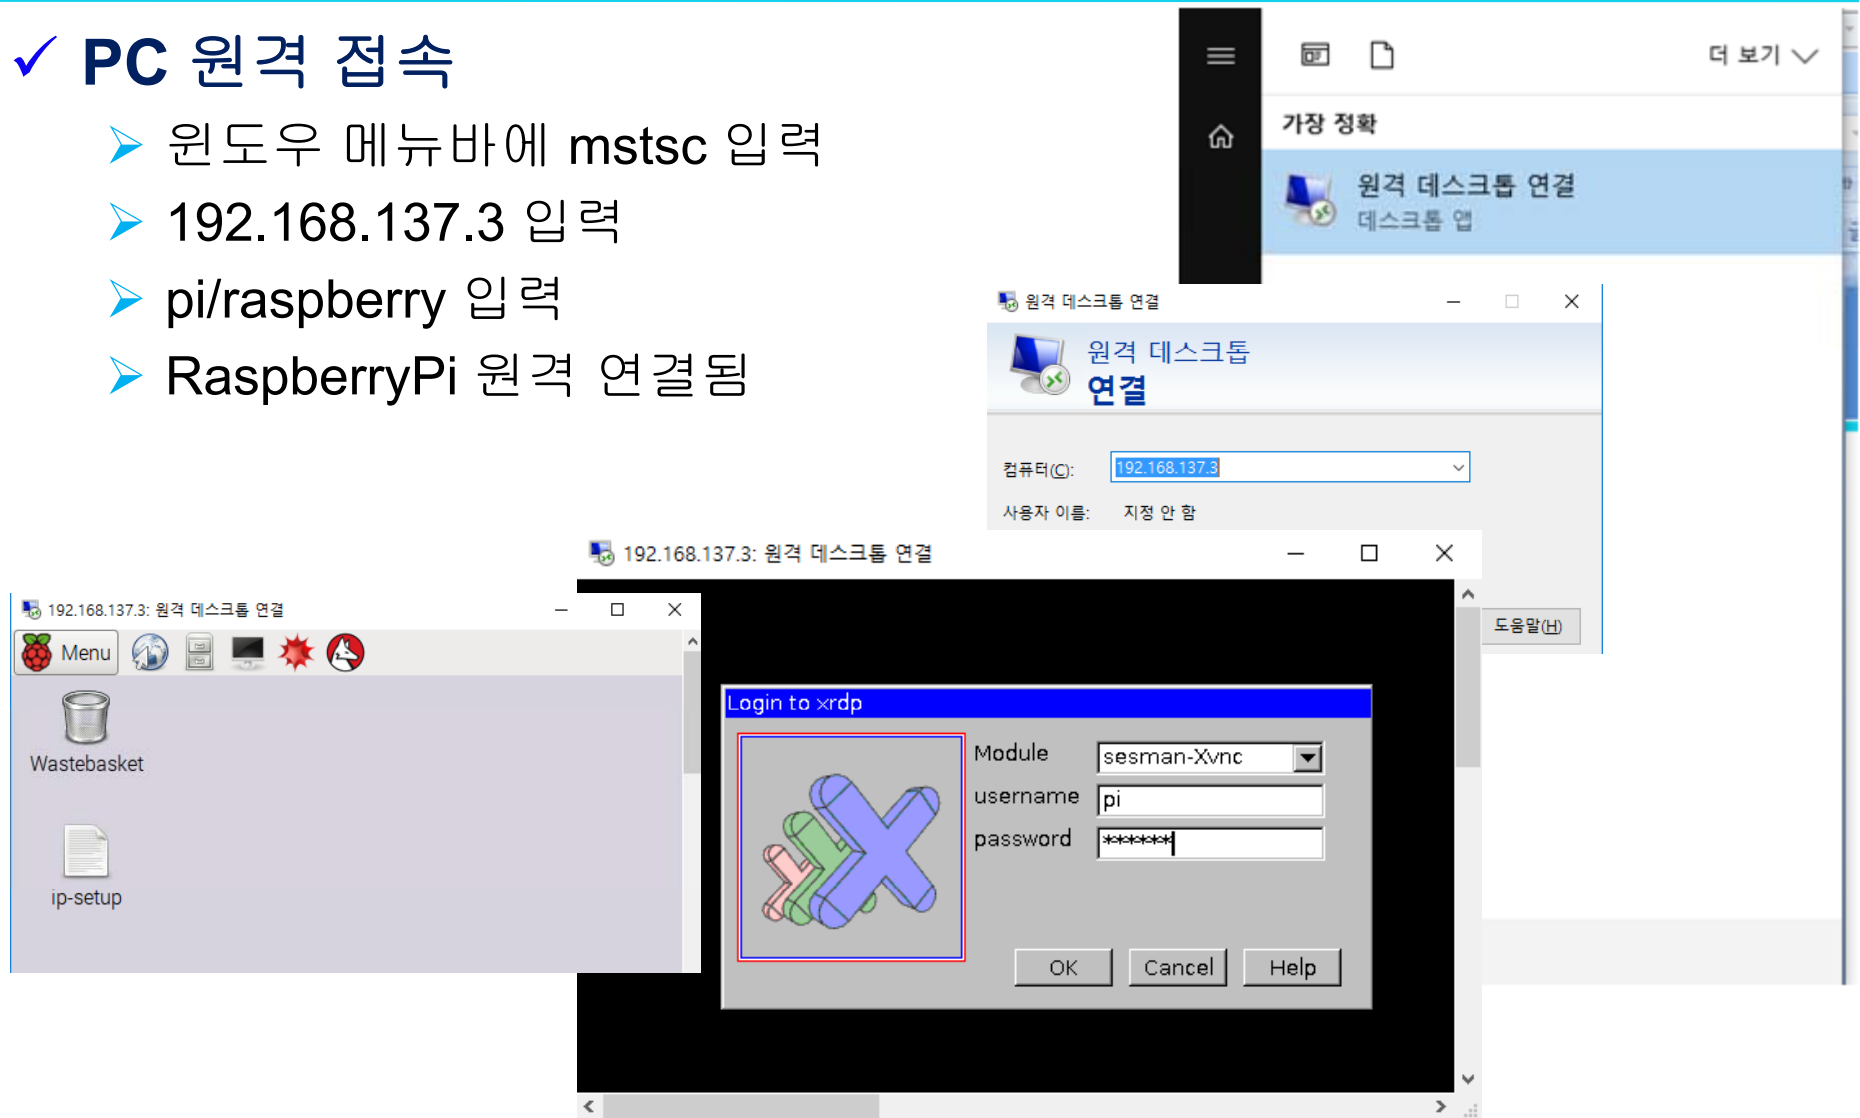 PC 원격 접속
윈도우 메뉴바에 mstsc 입력
192.168.137.3 입력
pi/raspberry 입력
RaspberryPi 원격 연결됨
더 보기
가장 정확
원격 데스크톱 연결
데스크톱 앱
원격 데스크톱 연결
원격 데스크톱
연결
컴퓨터(C):
192.168.137.3
사용자 이름: 지정 안 함
도움말(H)
192.168.137.3: 원격 데스크톱 연결
Login to xrdp
Module sesman-Xvnc
username pi
password ******
OK Cancel Help
192.168.137.3: 원격 데스크톱 연결
Menu
Wastebasket
ip-setup